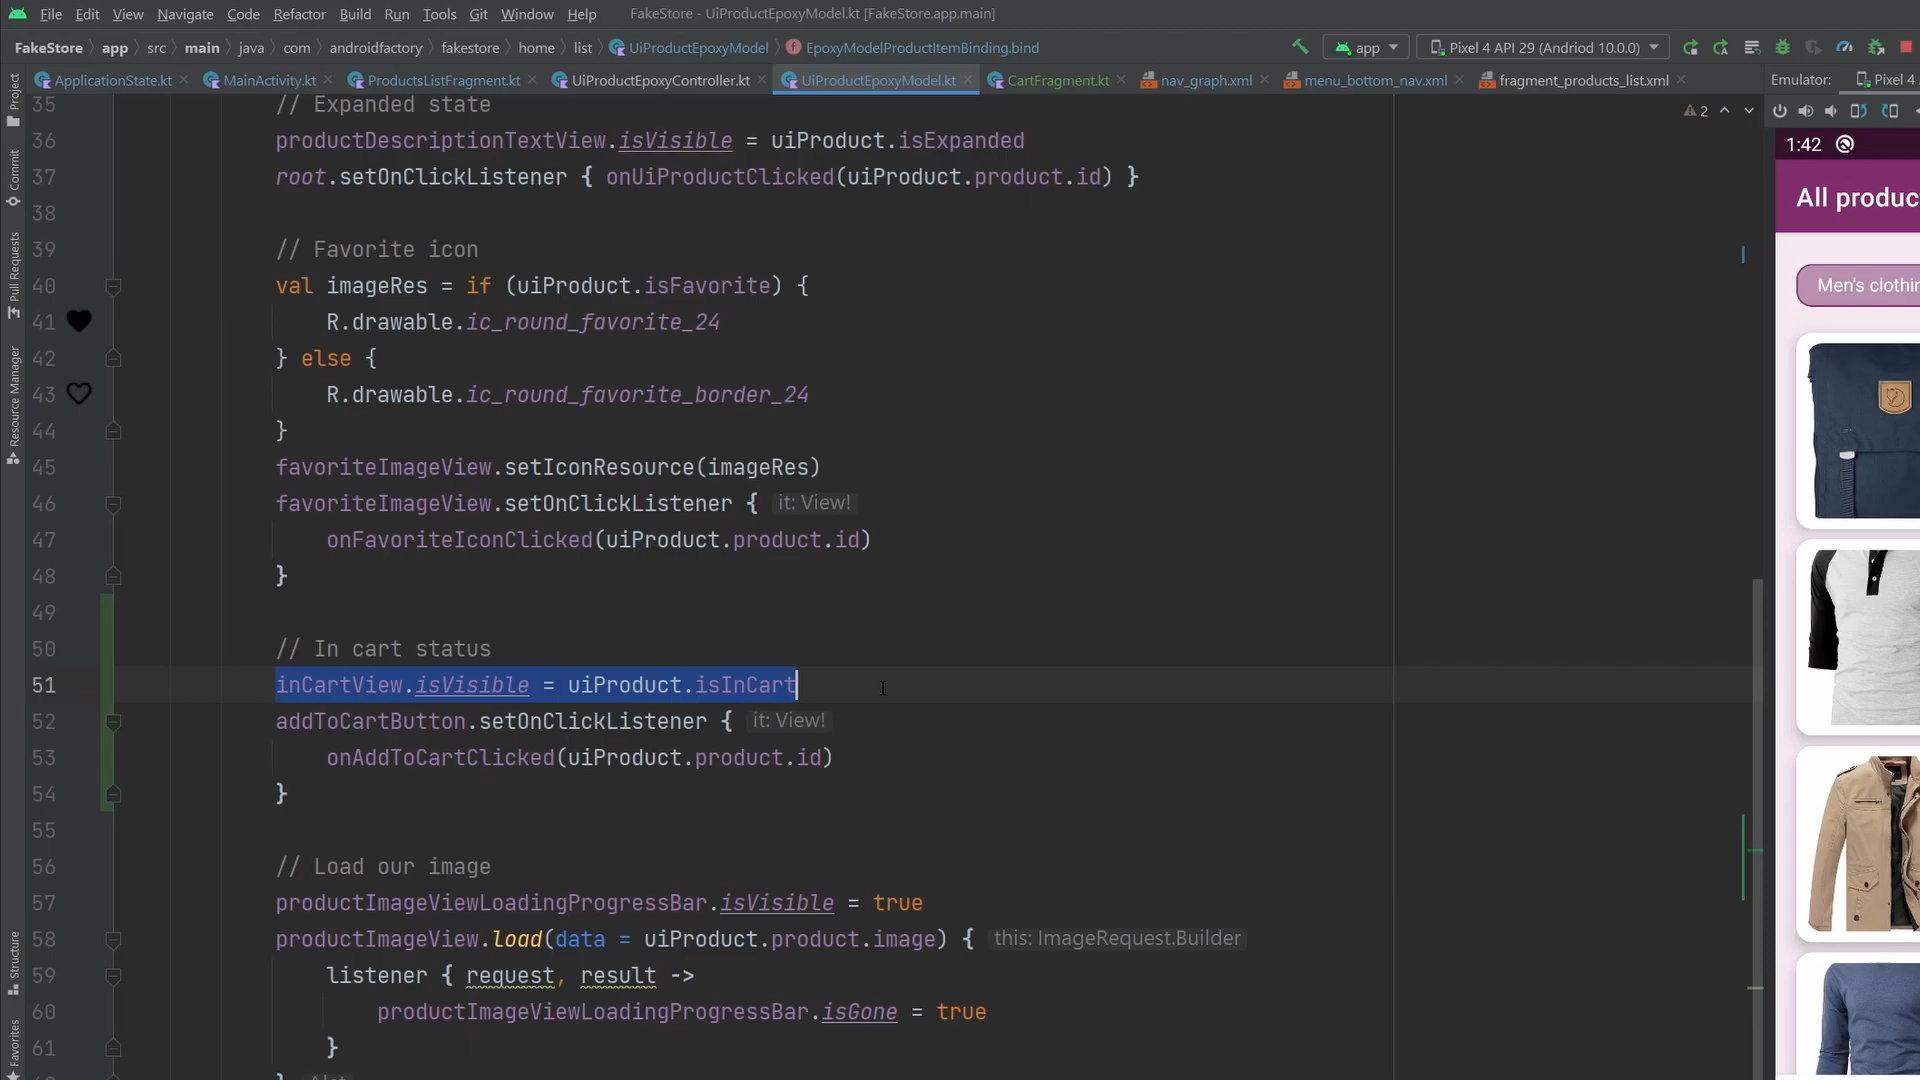 File Edit View Navigate Code Refactor Build Run Tools Git Window Help FakeStore - UiProductEpoxyModel.kt [FakeStore.app.main]
FakeStore app src main java com androidfactory fakestore home list UiProductEpoxyModel EpoxyModelProductItemBinding.bind app Pixel 4 API 29 (Andriod 10.0.0)
ApplicationState.kt MainActivity.kt ProductsListFragment.kt UiProductEpoxyController.kt UiProductEpoxyModel.kt CartFragment.kt nav_graph.xml menu_bottom_nav.xml fragment_products_list.xml Emulator: Pixel 4
Project
Commit
Pull Requests
Resource Manager
Structure
Favorites
2
35 // Expanded state
36 productDescriptionTextView.isVisible = uiProduct.isExpanded
37 root.setOnClickListener { onUiProductClicked(uiProduct.product.id) }
38
39 // Favorite icon
40 val imageRes = if (uiProduct.isFavorite) {
41 R.drawable.ic_round_favorite_24
42 } else {
43 R.drawable.ic_round_favorite_border_24
44 }
45 favoriteImageView.setIconResource(imageRes)
46 favoriteImageView.setOnClickListener { it: View!
47 onFavoriteIconClicked(uiProduct.product.id)
48 }
49
50 // In cart status
51 inCartView.isVisible = uiProduct.isInCart
52 addToCartButton.setOnClickListener { it: View!
53 onAddToCartClicked(uiProduct.product.id)
54 }
55
56 // Load our image
57 productImageViewLoadingProgressBar.isVisible = true
58 productImageView.load(data = uiProduct.product.image) { this: ImageRequest.Builder
59 listener { request, result ->
60 productImageViewLoadingProgressBar.isGone = true
61 }
1:42
All produc
Men's clothin